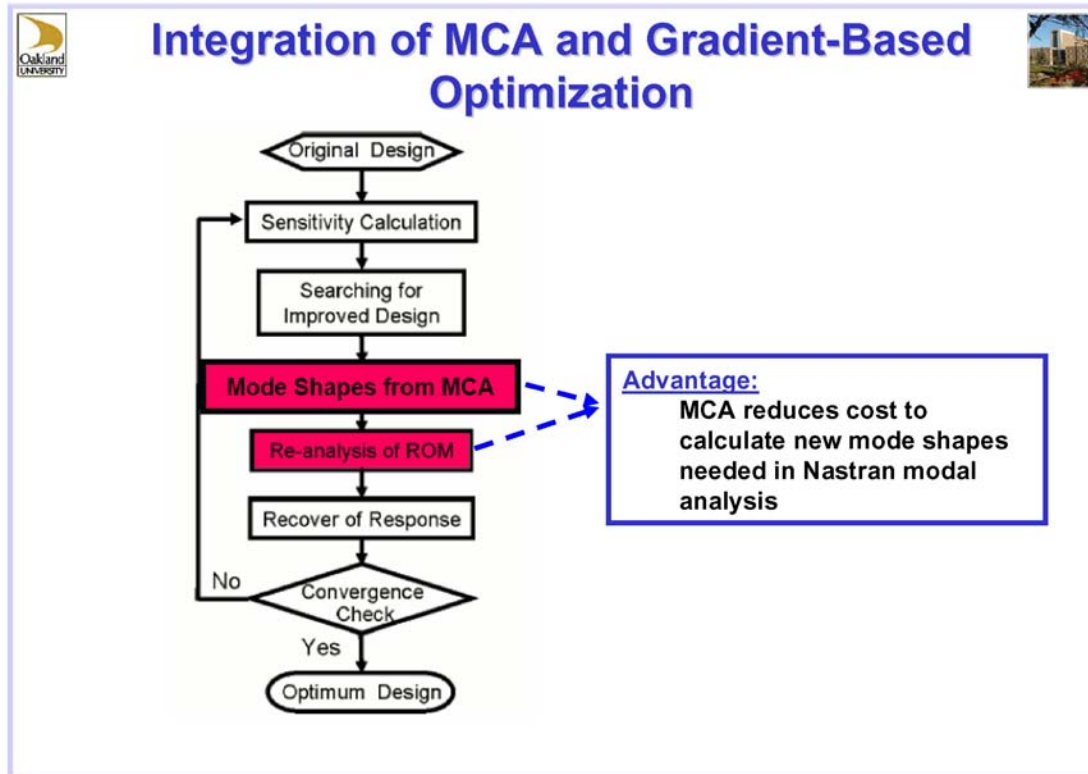 Oakland
UNIVERSITY
Integration of MCA and Gradient-Based
Optimization
Original Design
Sensitivity Calculation
Searching for
Improved Design
Mode Shapes from MCA
Re-analysis of ROM
Recover of Response
No
Convergence
Check
Yes
Optimum Design
Advantage:
MCA reduces cost to
calculate new mode shapes
needed in Nastran modal
analysis